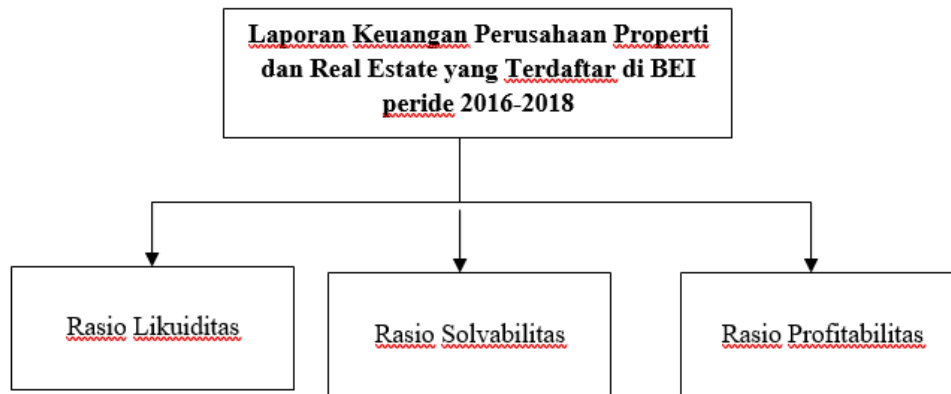 Laporan Keuangan Perusahaan Properti
dan Real Estate yang Terdaftar di BEI
peride 2016-2018
Rasio Likuiditas
Rasio Solvabilitas
Rasio Profitabilitas